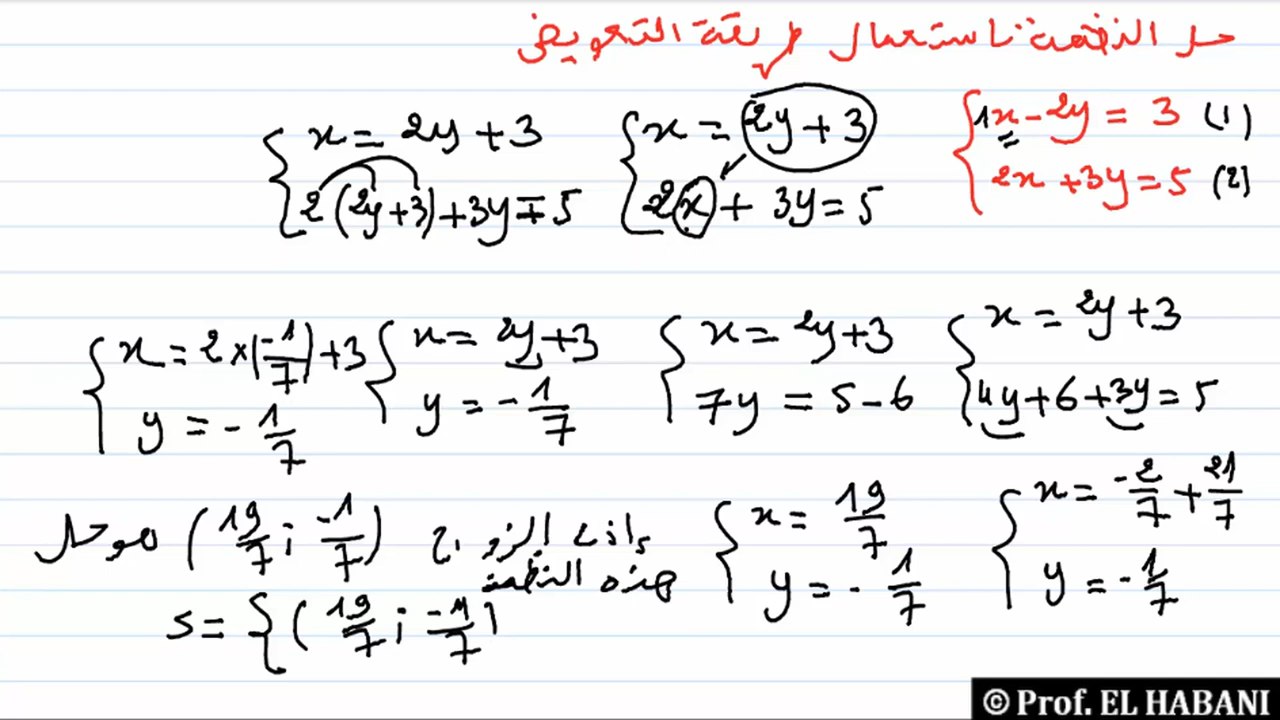 حل النظمة باستعمال طريقة التعويض
{ 1x - 2y = 3 (1)
2x + 3y = 5 (2)
{ x = 2y + 3
2x + 3y = 5
{ x = 2y + 3
2(2y+3) + 3y = 5
{ x = 2y + 3
4y + 6 + 3y = 5
{ x = 2y + 3
7y = 5 - 6
{ x = 2y + 3
y = - 1/7
{ x = 2 × (-1/7) + 3
y = - 1/7
{ x = - 2/7 + 21/7
y = - 1/7
{ x = 19/7
y = - 1/7
إذن الزوج (19/7 ; -1/7) هو حل
هذه النظمة
S = { ( 19/7 ; -1/7 )
© Prof. EL HABANI